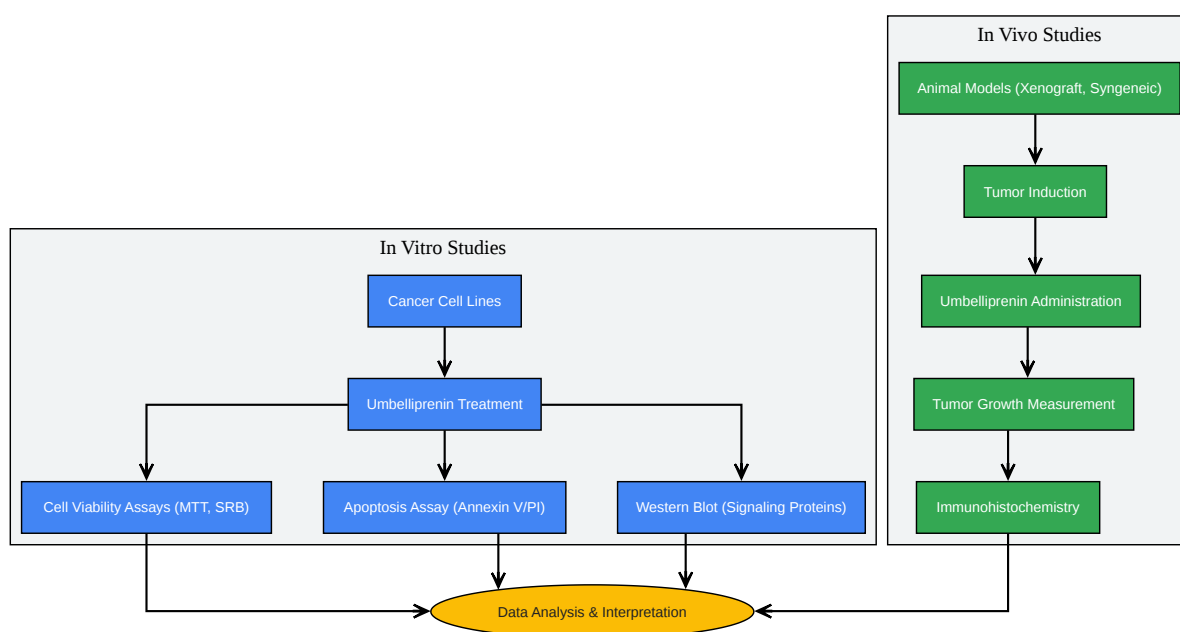 In Vivo Studies
Animal Models (Xenograft, Syngeneic)
Tumor Induction
Umbelliprenin Administration
Tumor Growth Measurement
Immunohistochemistry
In Vitro Studies
Cancer Cell Lines
Umbelliprenin Treatment
Cell Viability Assays (MTT, SRB)
Apoptosis Assay (Annexin V/PI)
Western Blot (Signaling Proteins)
Data Analysis & Interpretation